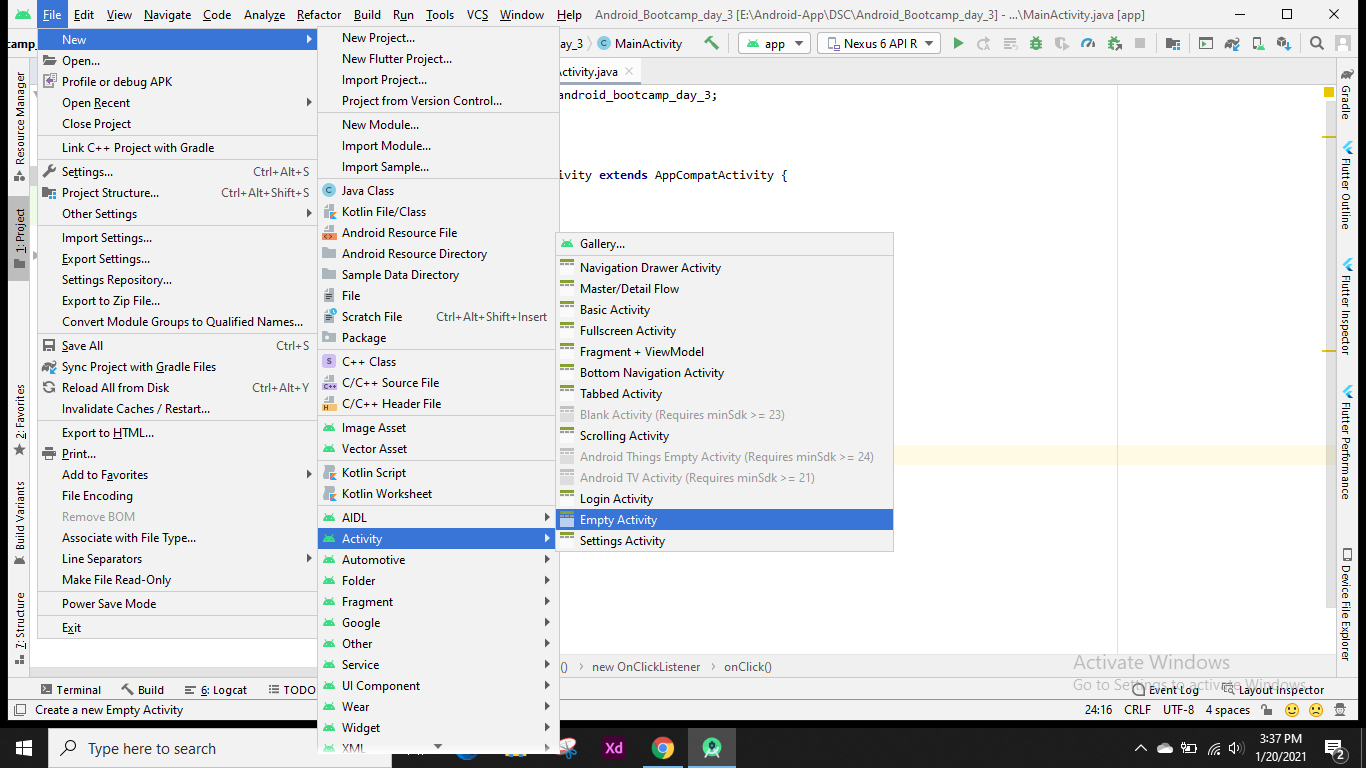 File Edit View Navigate Code Analyze Refactor Build Run Tools VCS Window Help Android_Bootcamp_day_3 [E:\Android-App\DSC\Android_Bootcamp_day_3] - ...\MainActivity.java [app]
MainActivity app Nexus 6 API R
New
Open...
Profile or debug APK
Open Recent
Close Project
Link C++ Project with Gradle
Settings... Ctrl+Alt+S
Project Structure... Ctrl+Alt+Shift+S
Other Settings
Import Settings...
Export Settings...
Settings Repository...
Export to Zip File...
Convert Module Groups to Qualified Names...
Save All Ctrl+S
Sync Project with Gradle Files
Reload All from Disk Ctrl+Alt+Y
Invalidate Caches / Restart...
Export to HTML...
Print...
Add to Favorites
File Encoding
Remove BOM
Associate with File Type...
Line Separators
Make File Read-Only
Power Save Mode
Exit
New Project...
New Flutter Project...
Import Project...
Project from Version Control...
New Module...
Import Module...
Import Sample...
Java Class
Kotlin File/Class
Android Resource File
Android Resource Directory
Sample Data Directory
File
Scratch File Ctrl+Alt+Shift+Insert
Package
C++ Class
C/C++ Source File
C/C++ Header File
Image Asset
Vector Asset
Kotlin Script
Kotlin Worksheet
AIDL
Activity
Automotive
Folder
Fragment
Google
Other
Service
UI Component
Wear
Widget
XML
Gallery...
Navigation Drawer Activity
Master/Detail Flow
Basic Activity
Fullscreen Activity
Fragment + ViewModel
Bottom Navigation Activity
Tabbed Activity
Blank Activity (Requires minSdk >= 23)
Scrolling Activity
Android Things Empty Activity (Requires minSdk >= 24)
Android TV Activity (Requires minSdk >= 21)
Login Activity
Empty Activity
Settings Activity
ctivity.java
android_bootcamp_day_3;
ivity extends AppCompatActivity {
Resource Manager
1: Project
2: Favorites
Build Variants
7: Structure
Gradle
Flutter Outline
Flutter Inspector
Flutter Performance
Device File Explorer
() › new OnClickListener › onClick()
Activate Windows
Go to Settings to activate Windows.
Terminal Build 6: Logcat TODO Event Log Layout Inspector
Create a new Empty Activity 24:16 CRLF UTF-8 4 spaces
Type here to search Xd 3:37 PM
1/20/2021 2